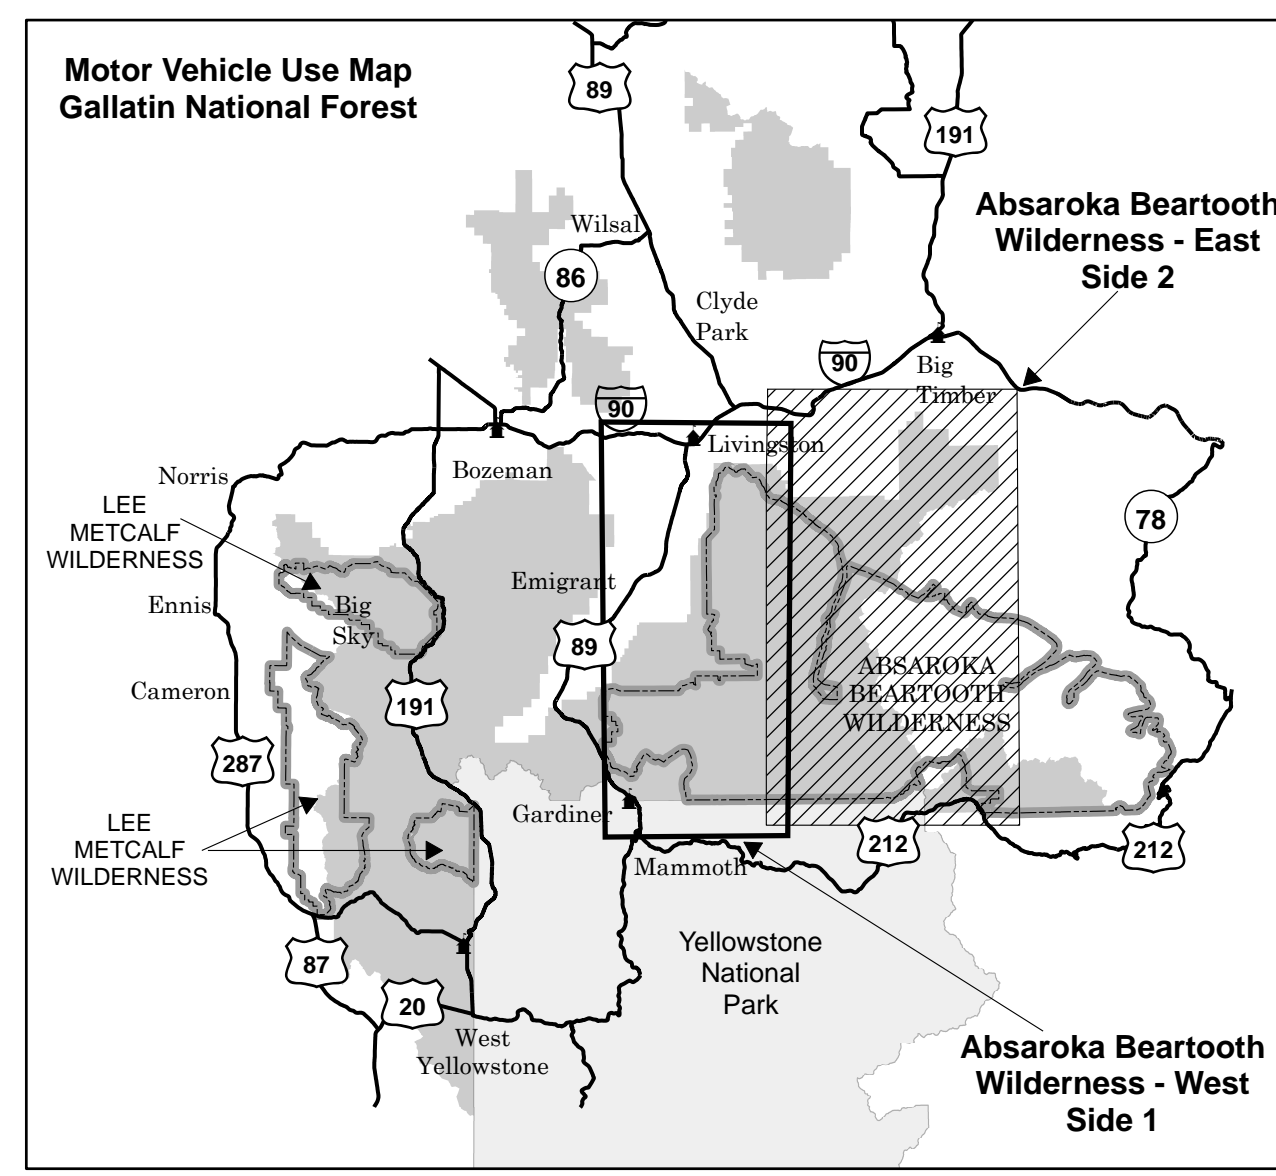 Motor Vehicle Use Map
Gallatin National Forest
89
191
Absaroka Beartooth
Wilderness - East
Side 2
Wilsal
86
Clyde
Park
90
Big
Timber
90
Livingston
Bozeman
Norris
LEE
METCALF
WILDERNESS
78
Emigrant
Ennis
Big
Sky
89
ABSAROKA
BEARTOOTH
WILDERNESS
Cameron
191
287
Gardiner
LEE
METCALF
WILDERNESS
212
212
Mammoth
Yellowstone
National
Park
87
20
West
Yellowstone
Absaroka Beartooth
Wilderness - West
Side 1